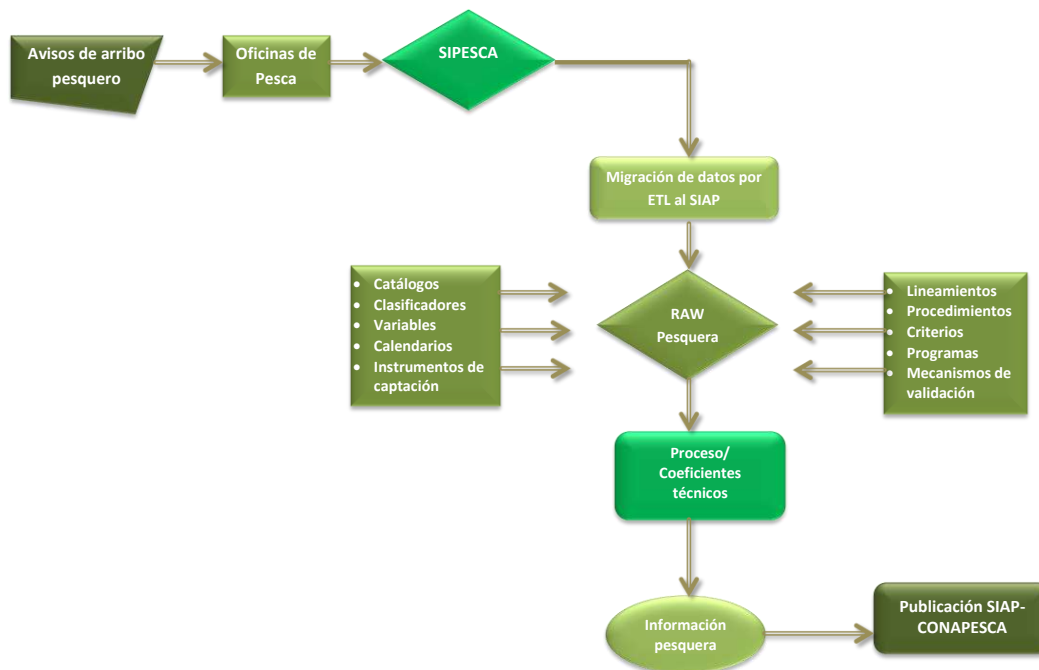 Avisos de arribo
pesquero
Oficinas de
Pesca
SIPESCA
Migración de datos por
ETL al SIAP
• Catálogos
• Clasificadores
• Variables
• Calendarios
• Instrumentos de
captación
RAW
Pesquera
• Lineamientos
• Procedimientos
• Criterios
• Programas
• Mecanismos de
validación
Proceso/
Coeficientes
técnicos
Información
pesquera
Publicación SIAP-
CONAPESCA